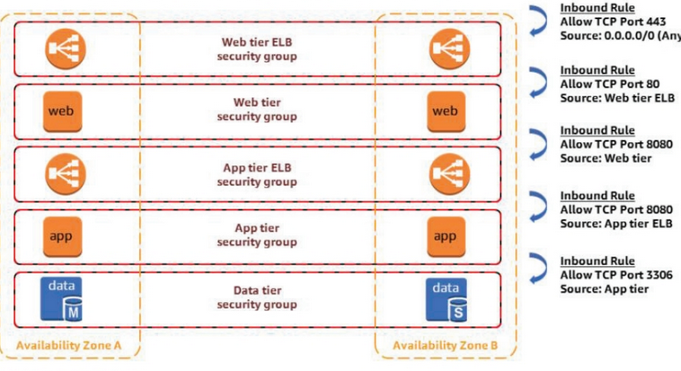 Web tier ELB
security group
Inbound Rule
Allow TCP Port 443
Source: 0.0.0.0/0 (Any
web
Web tier
security group
web
Inbound Rule
Allow TCP Port 80
Source: Web tier ELB
App tier ELB
security group
Inbound Rule
Allow TCP Port 8080
Source: Web tier
app
App tier
security group
app
Inbound Rule
Allow TCP Port 8080
Source: App tier ELB
data
M
Data tier
security group
data
S
Inbound Rule
Allow TCP Port 3306
Source: App tier
Availability Zone A
Availability Zone B